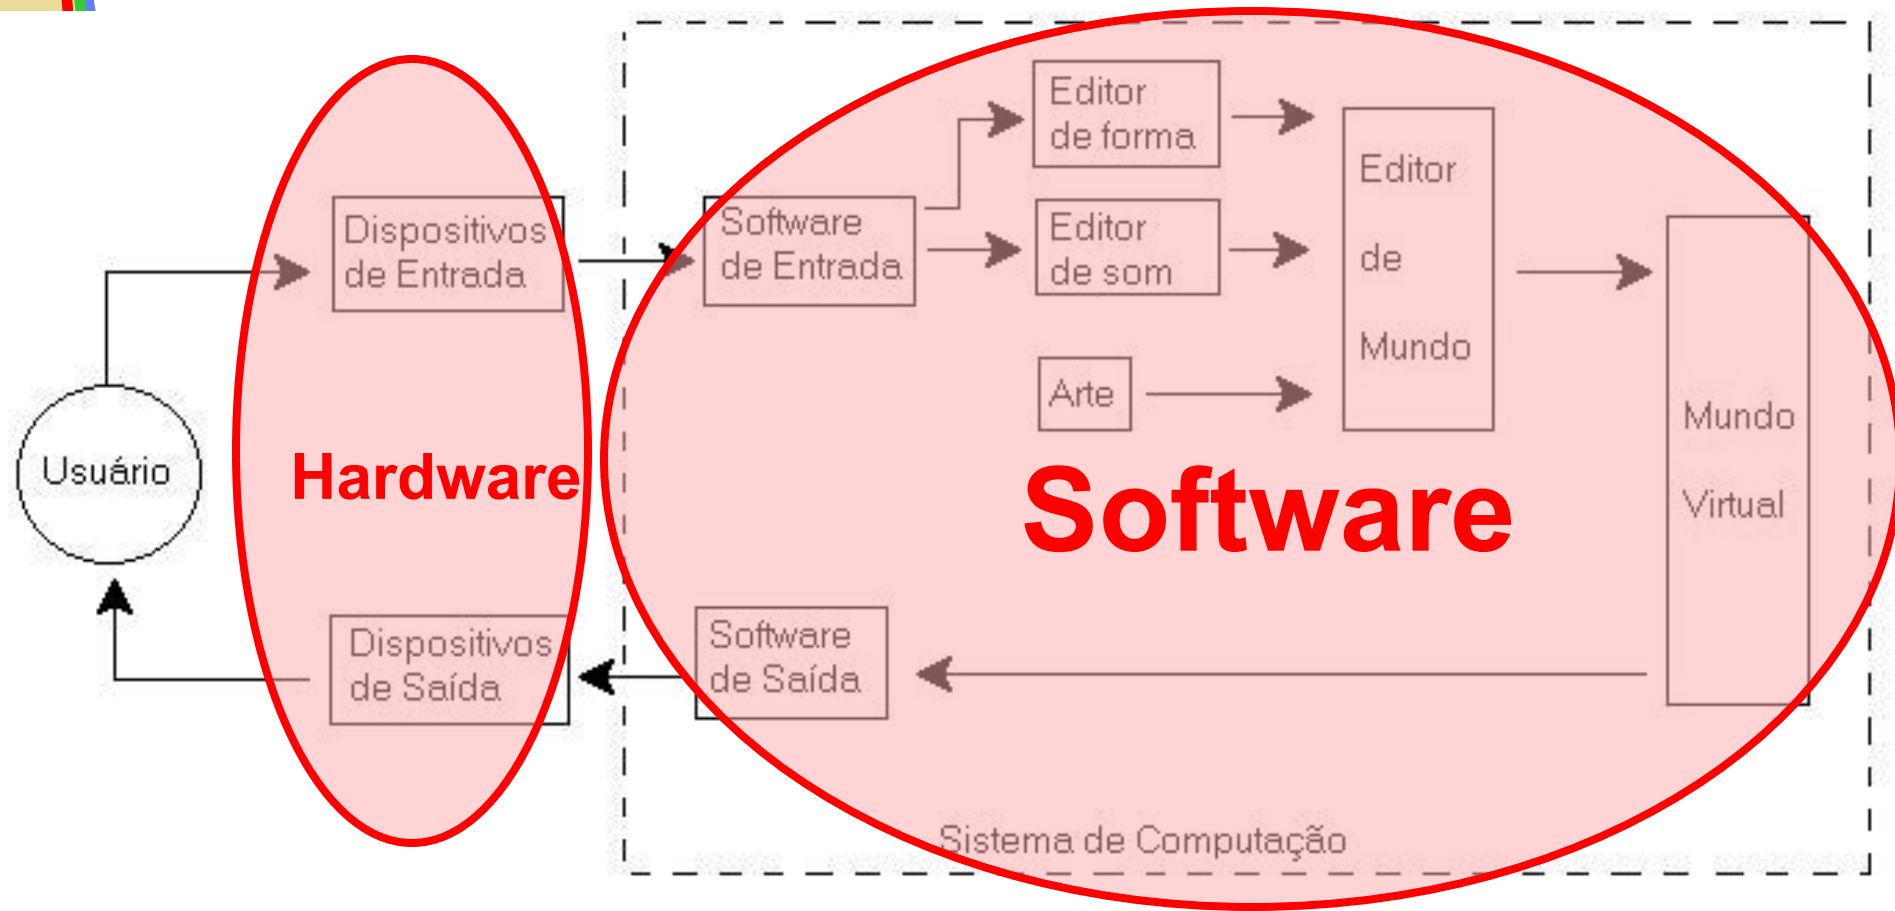 Usuário
Dispositivos
de Entrada
Hardware
Dispositivos
de Saída
Software
de Entrada
Editor
de forma
Editor
de som
Arte
Editor
de
Mundo
Mundo
Virtual
Software
Software
de Saída
Sistema de Computação